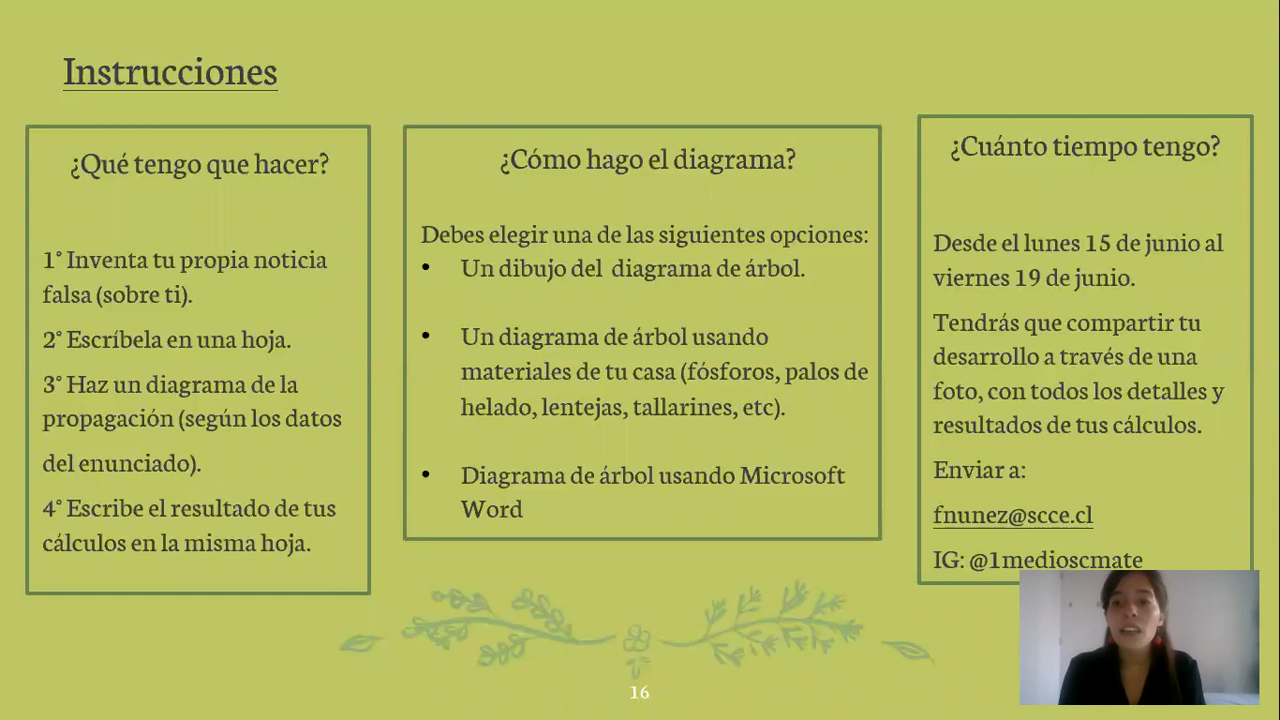 Instrucciones
¿Qué tengo que hacer?
1° Inventa tu propia noticia
falsa (sobre ti).
2° Escríbela en una hoja.
3° Haz un diagrama de la
propagación (según los datos
del enunciado).
4° Escribe el resultado de tus
cálculos en la misma hoja.
¿Cómo hago el diagrama?
Debes elegir una de las siguientes opciones:
• Un dibujo del diagrama de árbol.
• Un diagrama de árbol usando
materiales de tu casa (fósforos, palos de
helado, lentejas, tallarines, etc).
• Diagrama de árbol usando Microsoft
Word
¿Cuánto tiempo tengo?
Desde el lunes 15 de junio al
viernes 19 de junio.
Tendrás que compartir tu
desarrollo a través de una
foto, con todos los detalles y
resultados de tus cálculos.
Enviar a:
fnunez@scce.cl
IG: @1medioscmate
16